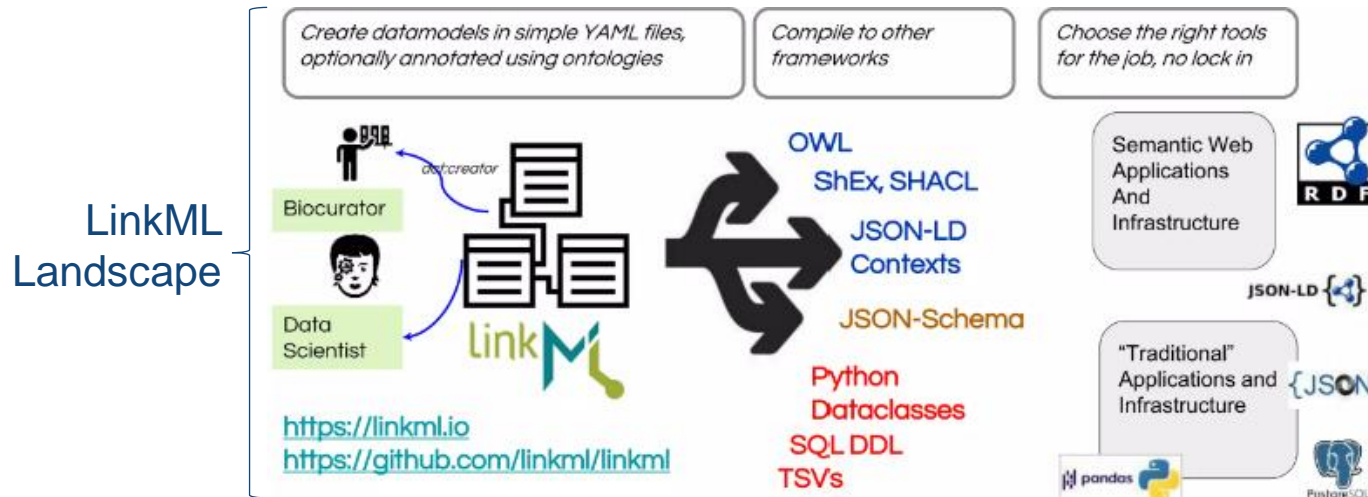 LinkML
Landscape
Create datamodels in simple YAML files,
optionally annotated using ontologies
Compile to other
frameworks
Choose the right tools
for the job, no lock in
dct:creator
Biocurator
Data
Scientist
linkML
https://linkml.io
https://github.com/linkml/linkml
OWL
ShEx, SHACL
JSON-LD
Contexts
JSON-Schema
Python
Dataclasses
SQL DDL
TSVs
Semantic Web
Applications
And
Infrastructure
RDF
JSON-LD
"Traditional"
Applications and
Infrastructure
{JSON
pandas
PostgreSQL